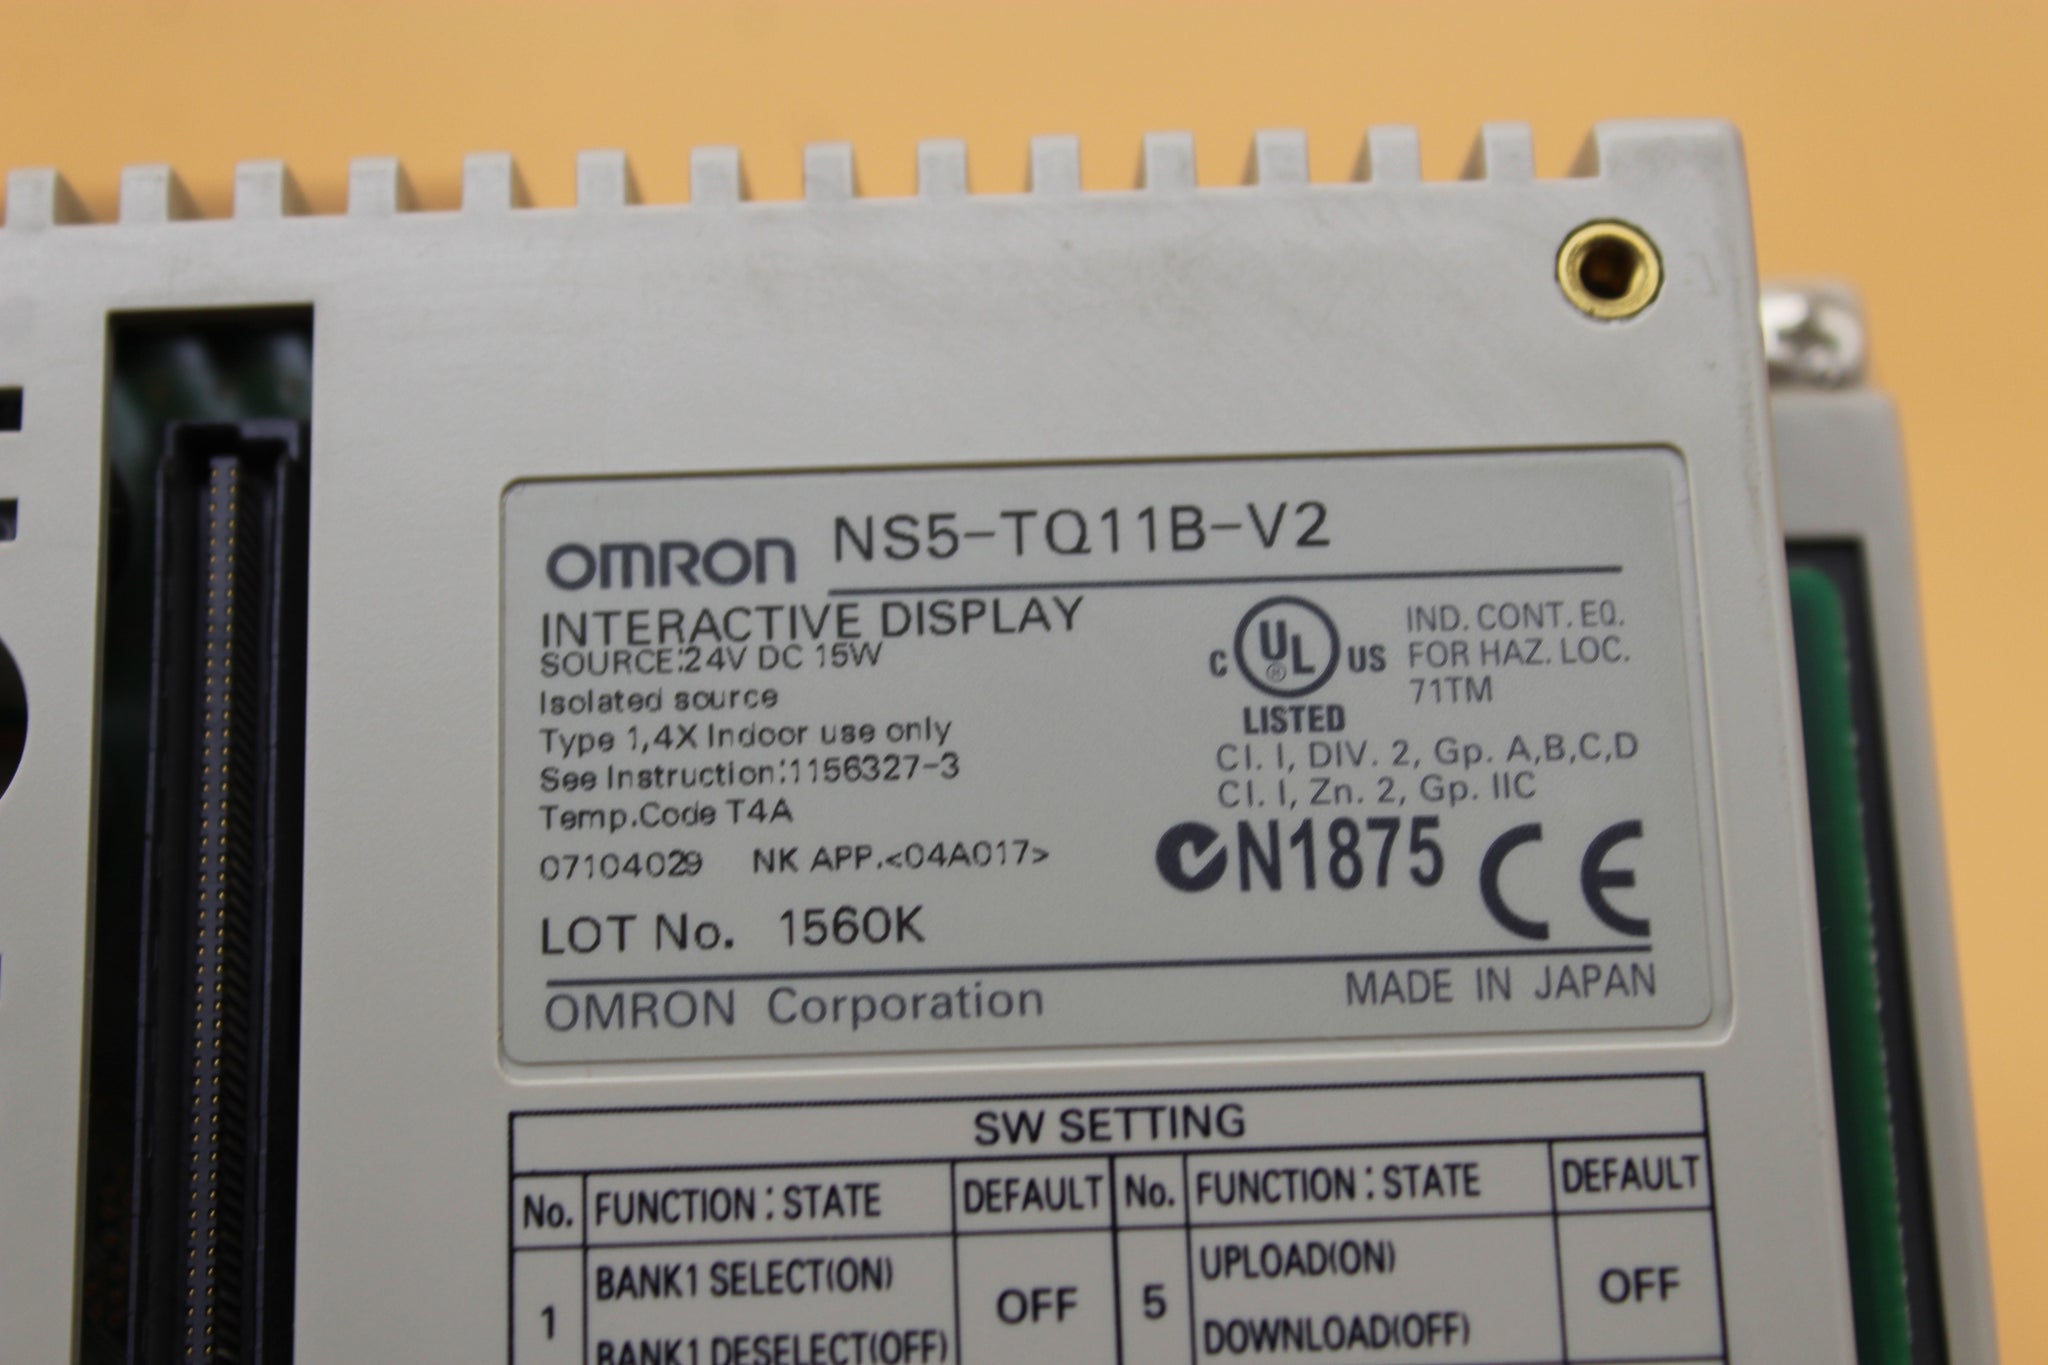 OMRON NS5-TQ11B-V2
INTERACTIVE DISPLAY
SOURCE:24V DC 15W
Isolated source
Type 1,4X Indoor use only
See Instruction:1156327-3
Temp.Code T4A
07104029 NK APP.<04A017>
LOT No. 1560K
C UL ® US
LISTED
IND. CONT. EQ.
FOR HAZ. LOC.
71TM
Cl. I, DIV. 2, Gp. A,B,C,D
Cl. I, Zn. 2, Gp. IIC
N1875 CE
OMRON Corporation
MADE IN JAPAN
SW SETTING
No. FUNCTION : STATE DEFAULT No. FUNCTION : STATE DEFAULT
1 BANK1 SELECT(ON) OFF 5 UPLOAD(ON) OFF
BANK1 DESELECT(OFF) DOWNLOAD(OFF)